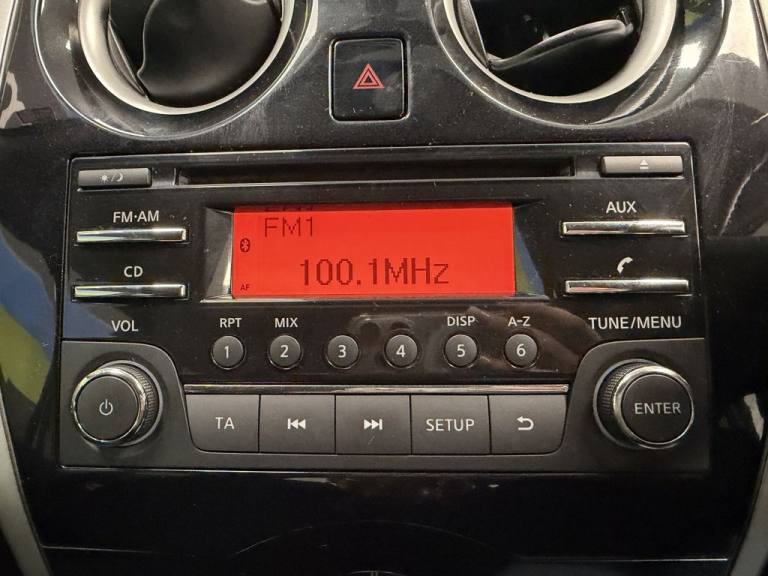 FM·AM
AUX
FM1
CD
100.1MHz
AF
VOL
RPT
MIX
DISP
A-Z
TUNE/MENU
1
2
3
4
5
6
TA
SETUP
ENTER